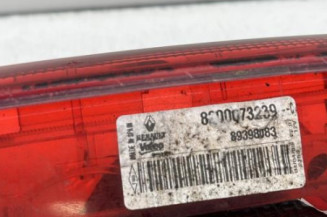 8200073239
89398083
MADE IN SPAIN
RENAULT
Valeo